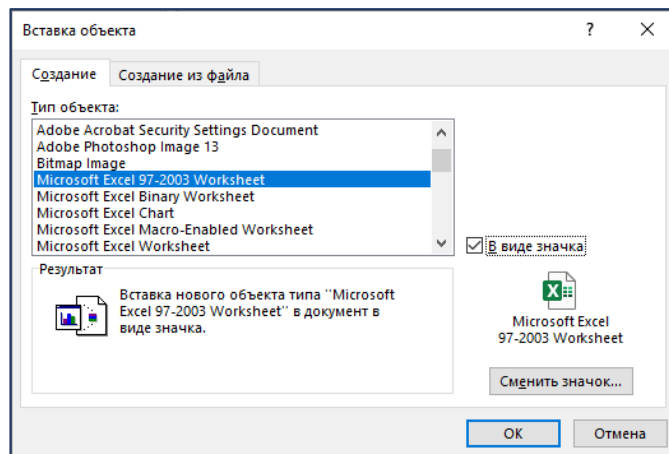 Вставка объекта
?
Создание
Создание из файла
Тип объекта:
Adobe Acrobat Security Settings Document
Adobe Photoshop Image 13
Bitmap Image
Microsoft Excel 97-2003 Worksheet
Microsoft Excel Binary Worksheet
Microsoft Excel Chart
Microsoft Excel Macro-Enabled Worksheet
Microsoft Excel Worksheet
В виде значка
Результат
Вставка нового объекта типа "Microsoft
Excel 97-2003 Worksheet" в документ в
виде значка.
Microsoft Excel
97-2003 Worksheet
Сменить значок...
ОК
Отмена